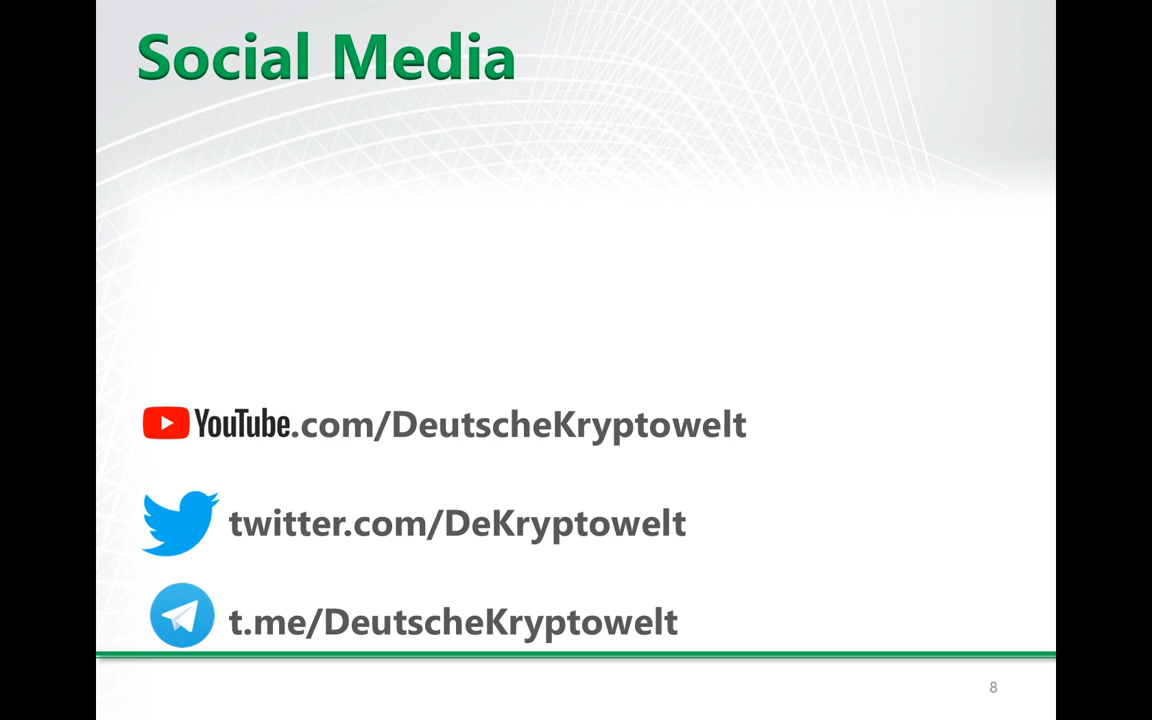 Social Media
YouTube.com/DeutscheKryptowelt
twitter.com/DeKryptowelt
t.me/DeutscheKryptowelt
8